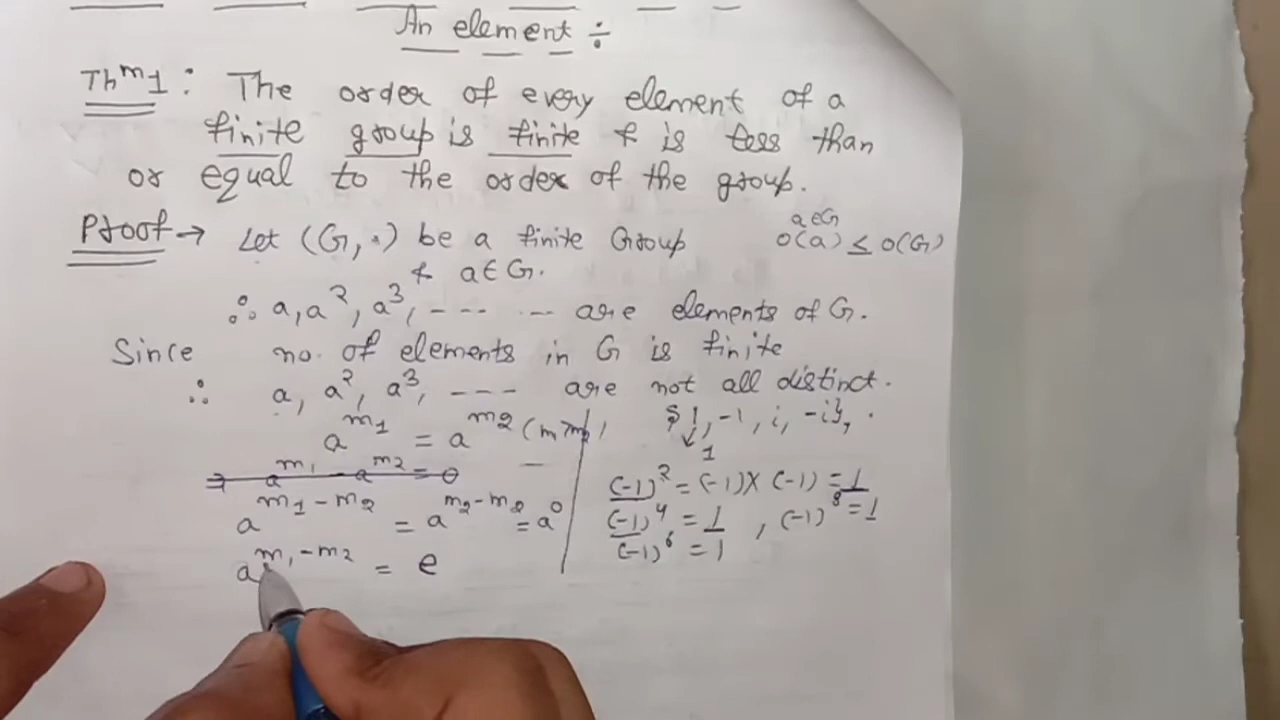 An element ÷
Thm 1 : The order of every element of a
finite group is finite & is less than
or equal to the order of the group.
Proof → Let (G, .) be a finite Group
a∈G
o(a) ≤ o(G)
& a∈G.
∴ a, a², a³, --- --- are elements of G.
Since no. of elements in G is finite
∴ a, a², a³, --- are not all distinct.
a^m1 = a^m2
⇒ a^m1 - a^m2 = 0
a^m1-m2 = a^m2-m2 = a⁰
a^m1-m2 = e
{1, -1, i, -i}, .
↙ 1
(-1)² = (-1) × (-1) = 1
(-1)⁴ = 1 , (-1)⁸ = 1
(-1)⁶ = 1